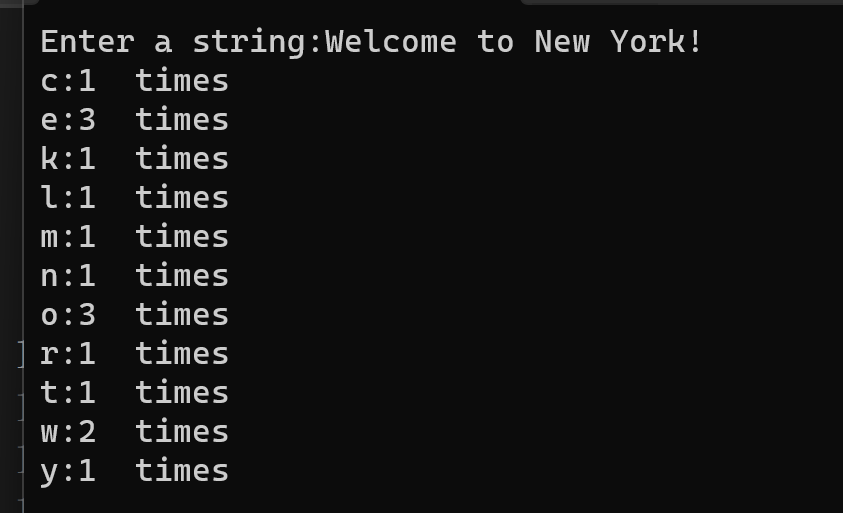 Enter a string:Welcome to New York!
c:1  times
e:3  times
k:1  times
l:1  times
m:1  times
n:1  times
o:3  times
r:1  times
t:1  times
w:2  times
y:1  times